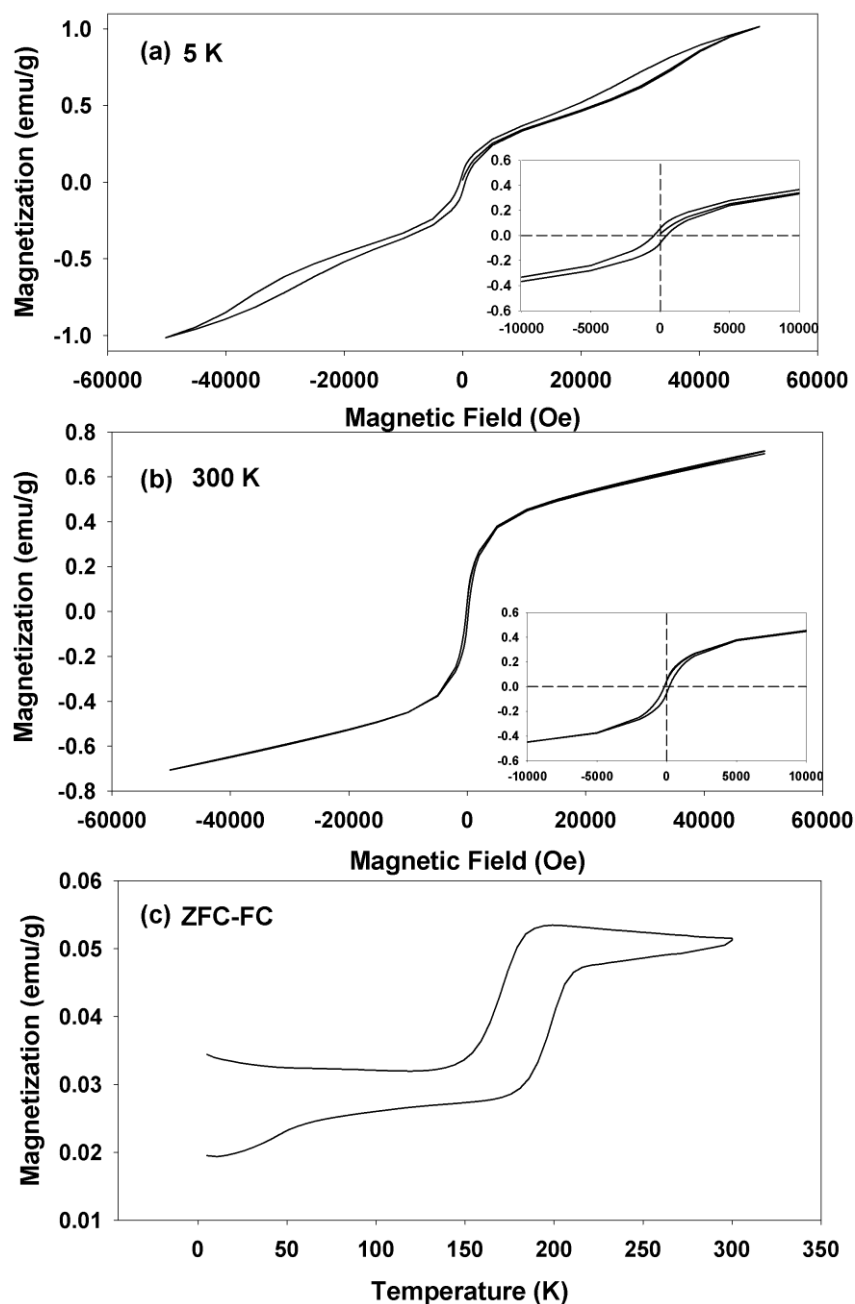 (a) 5 K
Magnetization (emu/g)
1.0
0.5
0.0
-0.5
-1.0
0.6
0.4
0.2
0.0
-0.2
-0.4
-0.6
-10000 -5000 0 5000 10000
-60000 -40000 -20000 0 20000 40000 60000
Magnetic Field (Oe)
(b) 300 K
Magnetization (emu/g)
0.8
0.6
0.4
0.2
0.0
-0.2
-0.4
-0.6
-0.8
0.6
0.4
0.2
0.0
-0.2
-0.4
-0.6
-10000 -5000 0 5000 10000
-60000 -40000 -20000 0 20000 40000 60000
Magnetic Field (Oe)
(c) ZFC-FC
Magnetization (emu/g)
0.06
0.05
0.04
0.03
0.02
0.01
0 50 100 150 200 250 300 350
Temperature (K)